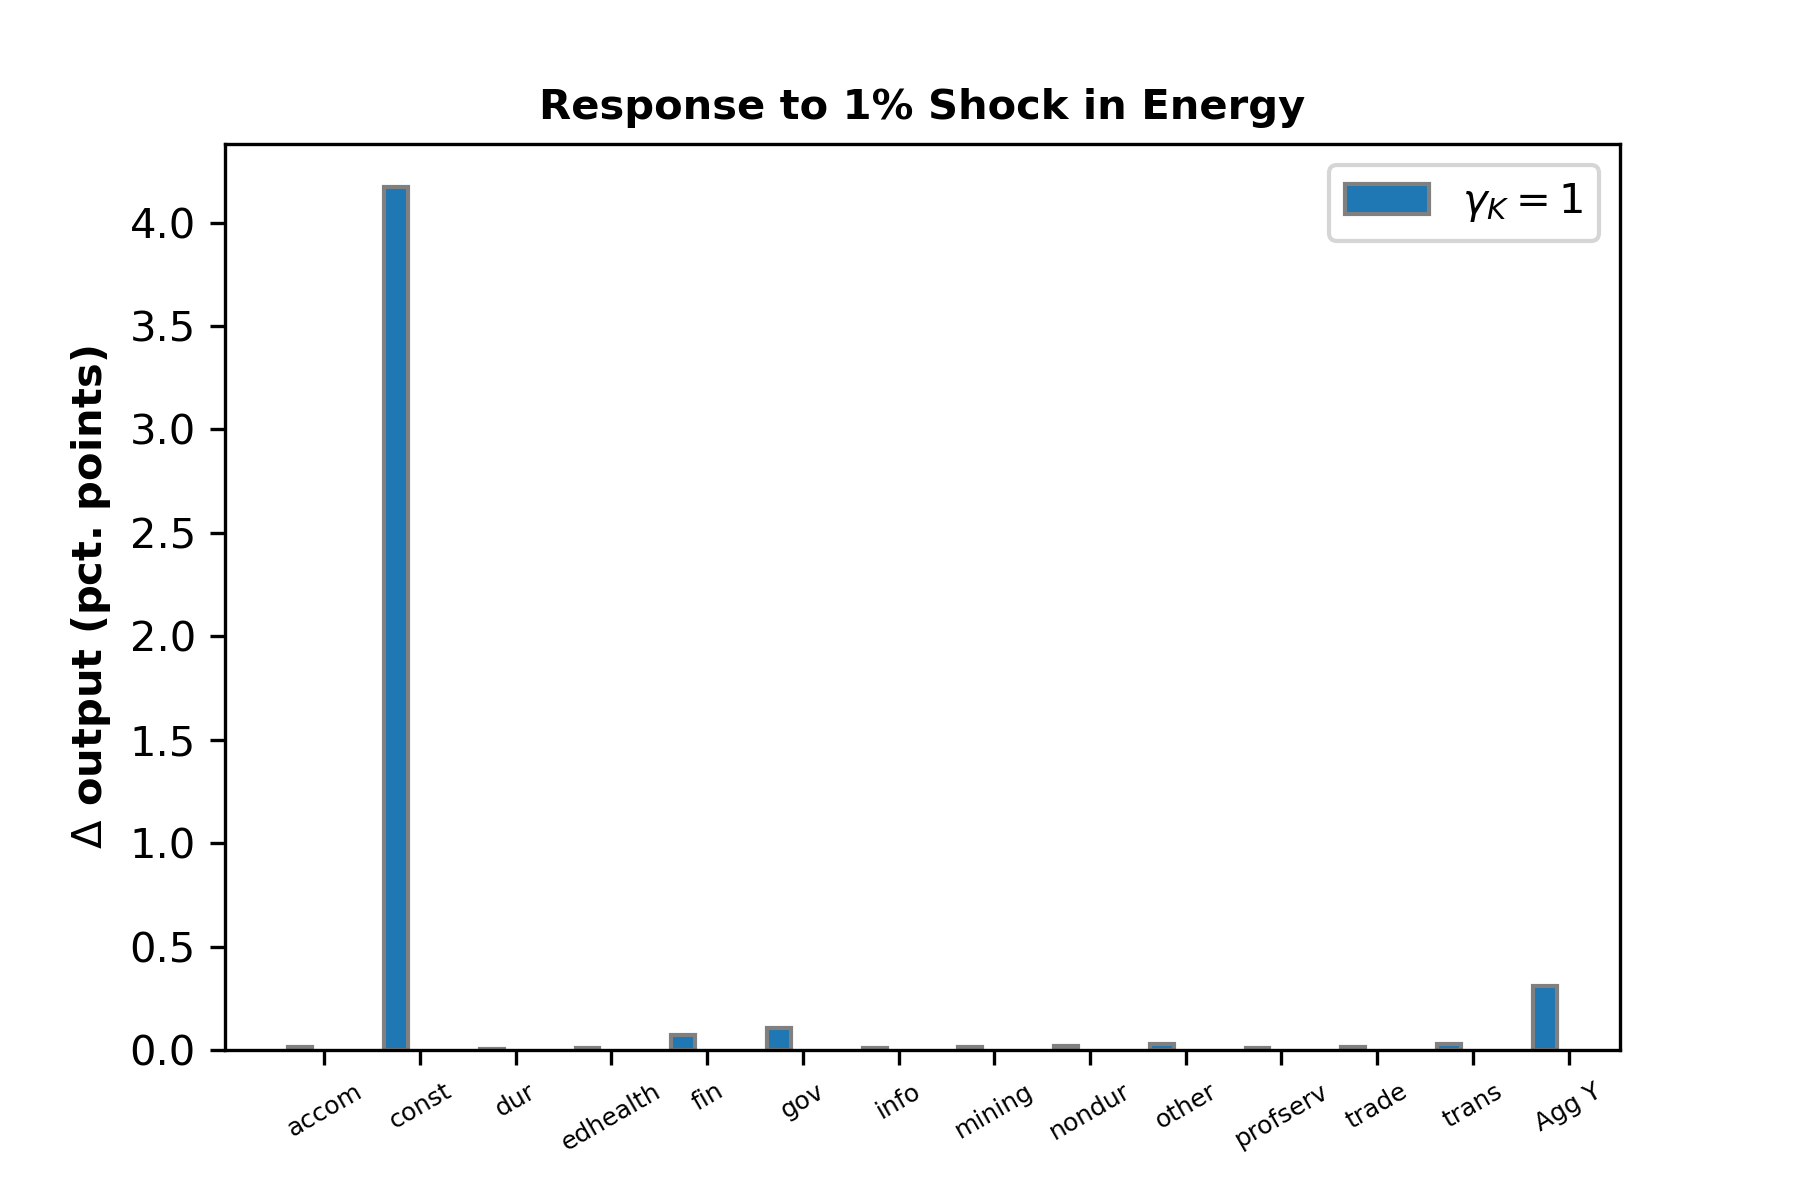 Response to 1% Shock in Energy
γK = 1
Δ output (pct. points)
4.0
3.5
3.0
2.5
2.0
1.5
1.0
0.5
0.0
accom const dur edhealth fin gov info mining nondur other profserv trade trans Agg Y